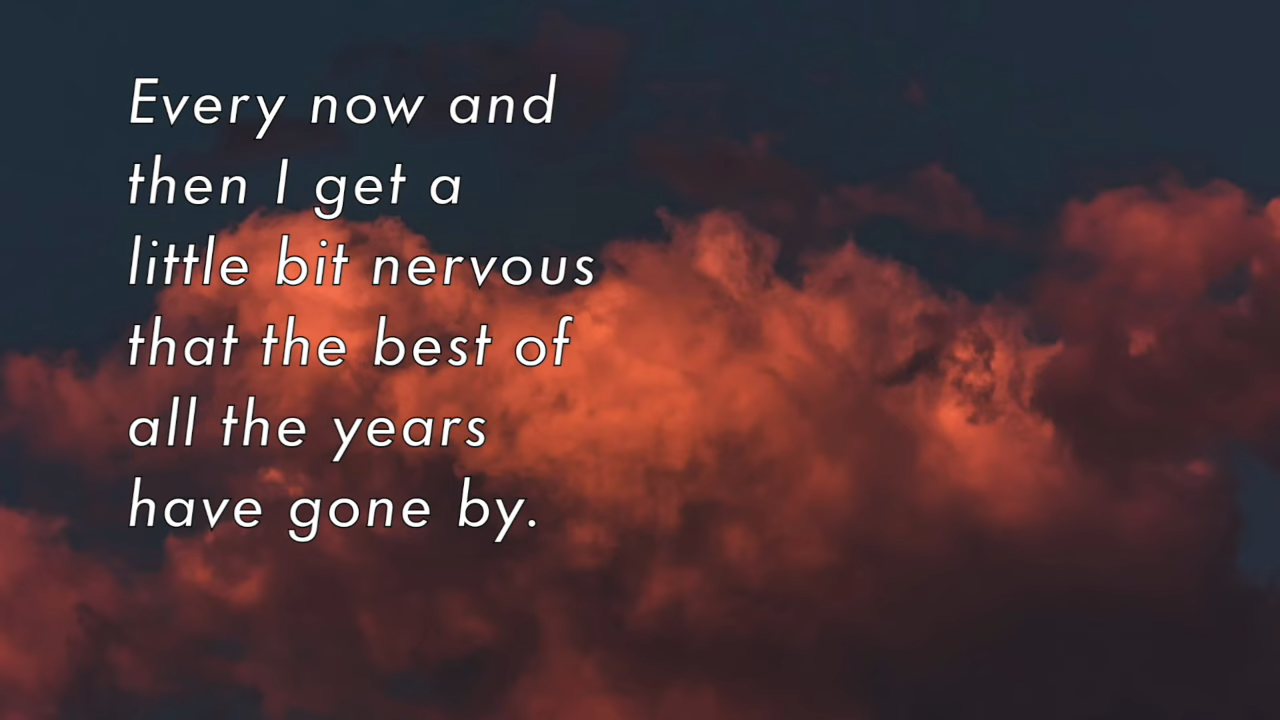 Every now and
then I get a
little bit nervous
that the best of
all the years
have gone by.